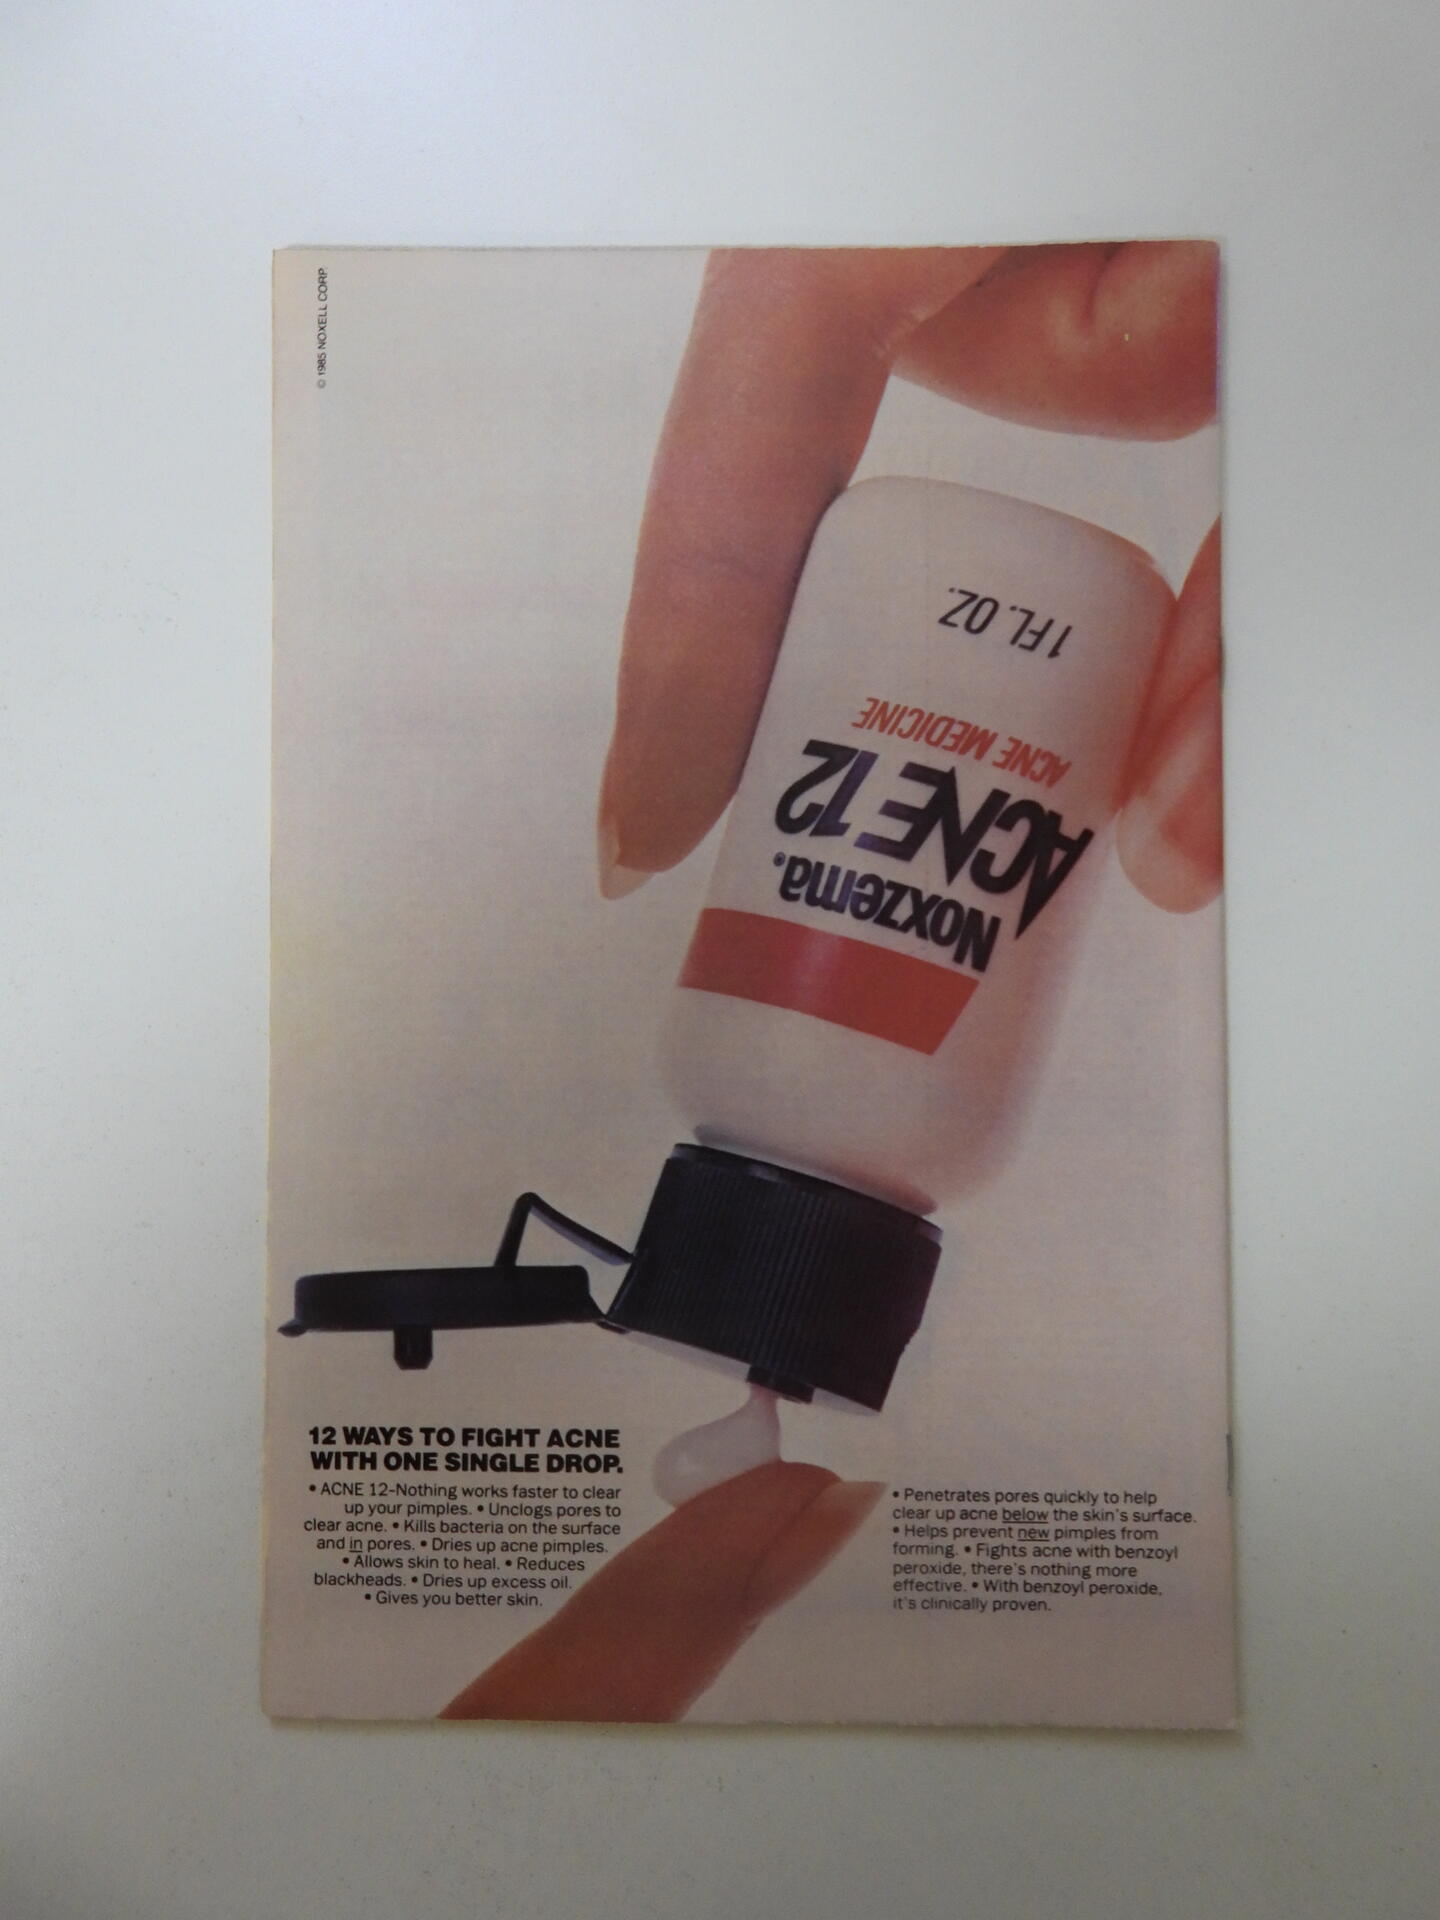 © 1985 NOXELL CORP.
1 FL. OZ.
ACNE MEDICINE
ACNE 12
Noxzema®
12 WAYS TO FIGHT ACNE
WITH ONE SINGLE DROP.
• ACNE 12-Nothing works faster to clear
up your pimples. • Unclogs pores to
clear acne. • Kills bacteria on the surface
and in pores. • Dries up acne pimples.
• Allows skin to heal. • Reduces
blackheads. • Dries up excess oil.
• Gives you better skin.
• Penetrates pores quickly to help
clear up acne below the skin's surface.
• Helps prevent new pimples from
forming. • Fights acne with benzoyl
peroxide, there's nothing more
effective. • With benzoyl peroxide,
it's clinically proven.